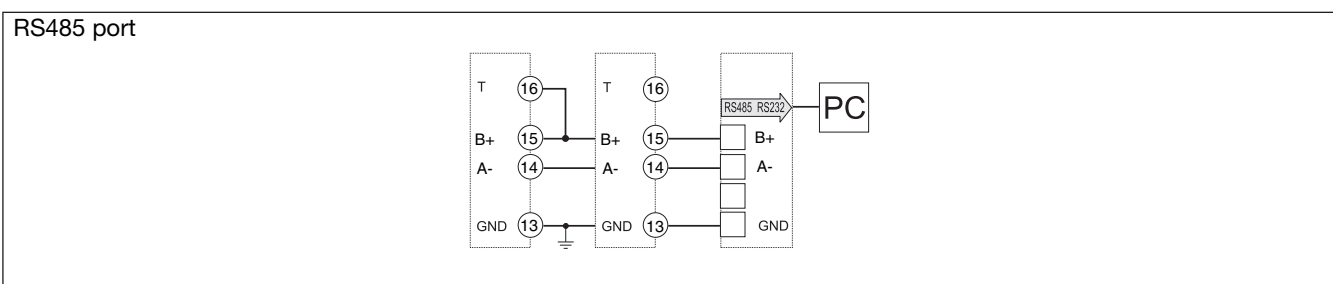 RS485 port
T 16 T 16
RS485 RS232 PC
B+ 15 B+ 15 B+
A- 14 A- 14 A-
GND 13 GND 13 GND